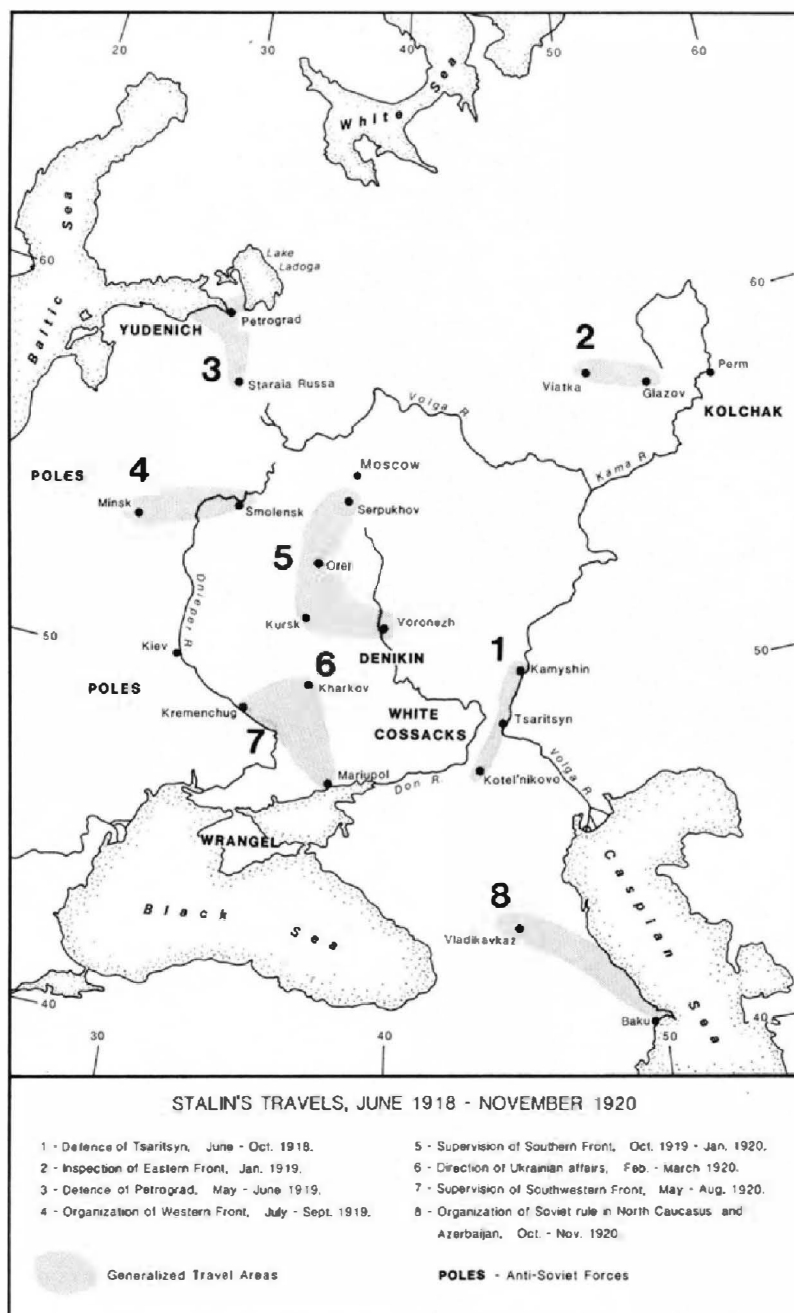 20
30
40
50
60
White Sea
Baltic Sea
60
Lake
Ladoga
60
YUDENICH
Petrograd
2
3
Staraia Russa
Viatka
Glazov
Perm
KOLCHAK
Volga R.
Kama R.
Moscow
POLES
4
Minsk
Smolensk
Serpukhov
5
Orel
Dnieper R.
Kursk
Voronezh
50
50
Kiev
DENIKIN
1
Kamyshin
6
Kharkov
POLES
Kremenchug
WHITE
COSSACKS
Tsaritsyn
7
Mariupol
Don R.
Kotel'nikovo
Volga R.
WRANGEL
Caspian Sea
Black Sea
8
Vladikavkaz
40
Baku
40
30
40
50
STALIN'S TRAVELS, JUNE 1918 - NOVEMBER 1920
1 - Defence of Tsaritsyn, June - Oct. 1918.
2 - Inspection of Eastern Front, Jan. 1919.
3 - Defence of Petrograd, May - June 1919.
4 - Organization of Western Front, July - Sept. 1919.
5 - Supervision of Southern Front, Oct. 1919 - Jan. 1920.
6 - Direction of Ukrainian affairs, Feb. - March 1920.
7 - Supervision of Southwestern Front, May - Aug. 1920.
8 - Organization of Soviet rule in North Caucasus and
Azerbaijan, Oct. - Nov. 1920
Generalized Travel Areas
POLES - Anti-Soviet Forces